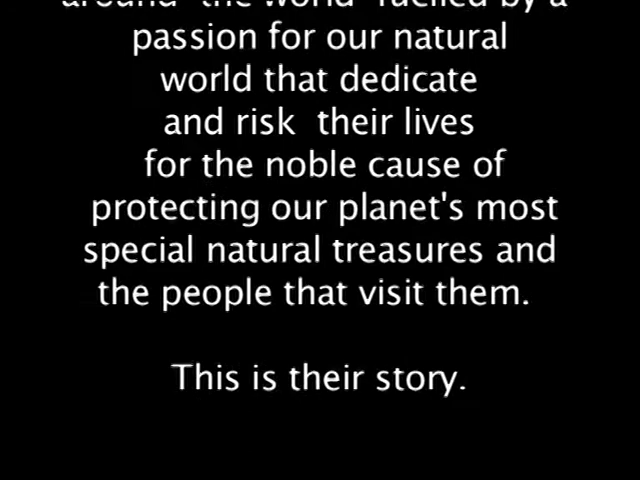 around the world fuelled by a
passion for our natural
world that dedicate
and risk their lives
for the noble cause of
protecting our planet's most
special natural treasures and
the people that visit them.
This is their story.